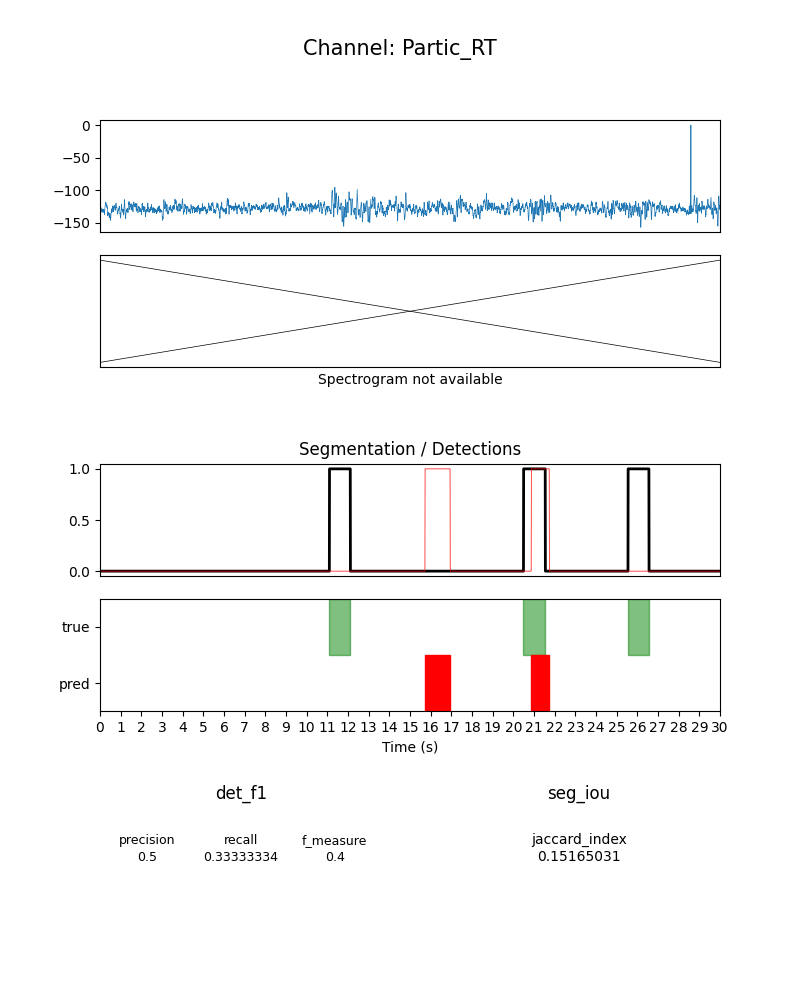 Channel: Partic_RT
0
−50
−100
−150
Spectrogram not available
Segmentation / Detections
1.0
0.5
0.0
true
pred
0 1 2 3 4 5 6 7 8 9 10 11 12 13 14 15 16 17 18 19 20 21 22 23 24 25 26 27 28 29 30
Time (s)
det_f1 seg_iou
precision recall f_measure jaccard_index
0.5 0.33333334 0.4 0.15165031